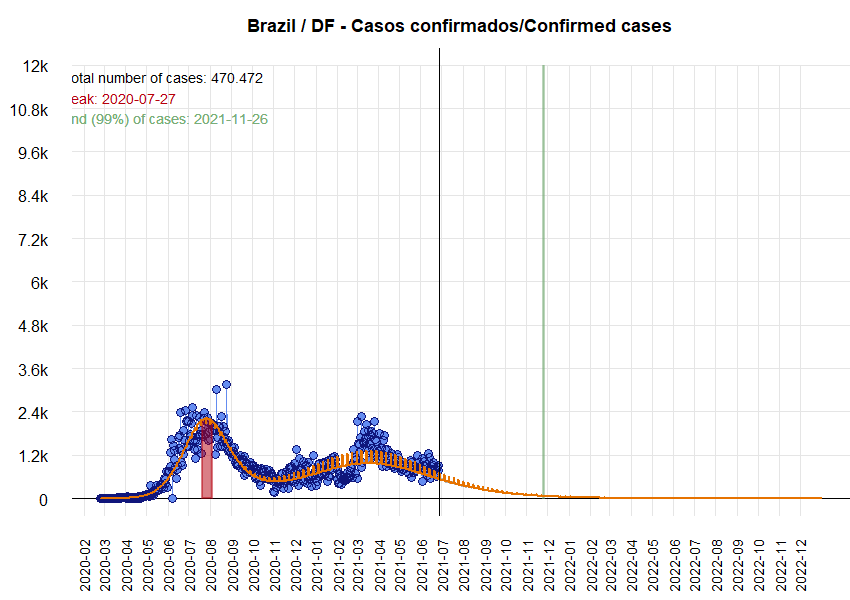 Brazil / DF - Casos confirmados/Confirmed cases
otal number of cases: 470.472
eak: 2020-07-27
nd (99%) of cases: 2021-11-26
12k
10.8k
9.6k
8.4k
7.2k
6k
4.8k
3.6k
2.4k
1.2k
0
2020-02
2020-03
2020-04
2020-05
2020-06
2020-07
2020-08
2020-09
2020-10
2020-11
2020-12
2021-01
2021-02
2021-03
2021-04
2021-05
2021-06
2021-07
2021-08
2021-09
2021-10
2021-11
2021-12
2022-01
2022-02
2022-03
2022-04
2022-05
2022-06
2022-07
2022-08
2022-09
2022-10
2022-11
2022-12